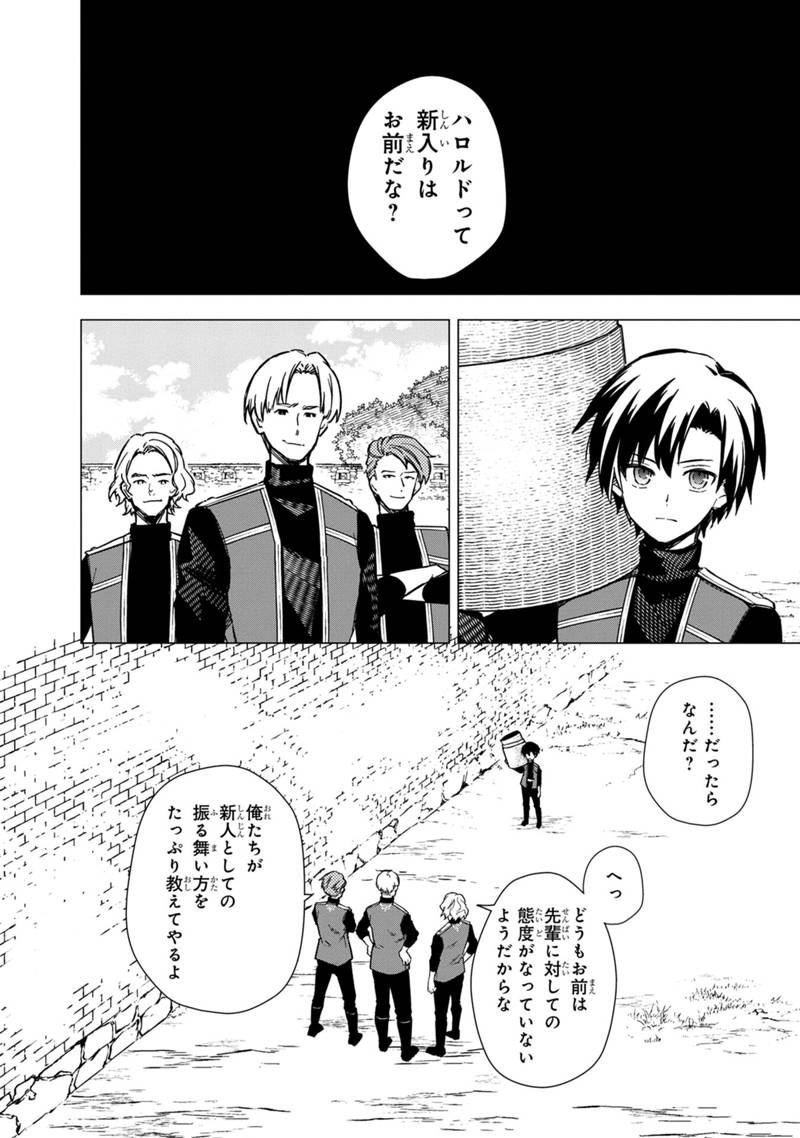 ハロルドって
新入りは
お前だな?
……だったら
なんだ?
へっ
どうもお前は
先輩に対しての
態度がなっていない
ようだからな
俺たちが
新人としての
振る舞い方を
たっぷり教えてやるよ